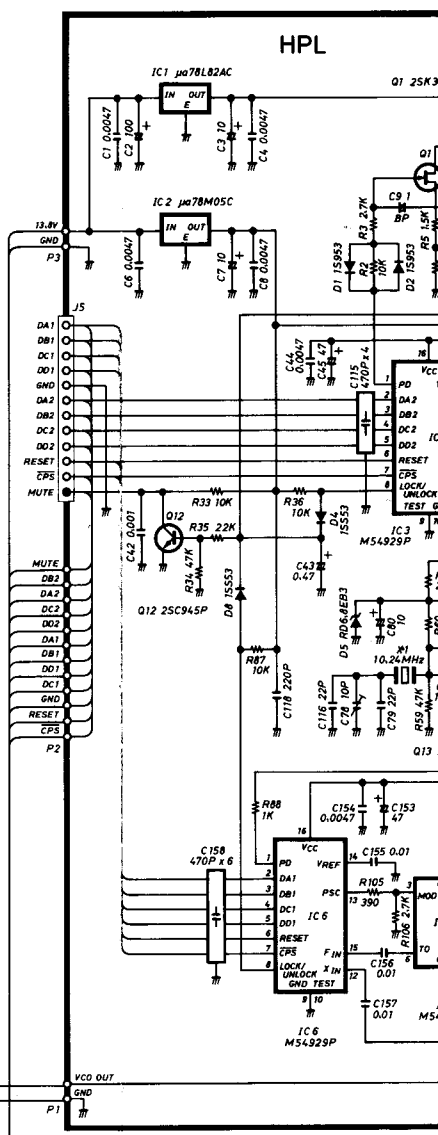 HPL
IC1 µa78L82AC
Q1 2SK3
IN OUT
E
C1 0.0047
C2 100
C3 10
C4 0.0047
Q1
IC2 µa78M05C
C9 1
BP
R3 2.7K
R5 1.5K
13.8V
GND
P3
IN OUT
E
C6 0.0047
C7 10
C8 0.0047
D1 1S953
R2
10K
D2 1S953
J5
DA1
DB1
DC1
DD1
GND
DA2
DB2
DC2
DD2
RESET
CPS
MUTE
C44
0.0047
C45 47
C115
470P x 4
16
VCC
1 PD
2 DA2
3 DB2
4 DC2
5 DD2
6 RESET
7 CPS
8 LOCK/
UNLOCK
TEST
9
IC3
M54929P
Q12
R33 10K
R36
10K
D4
1SS53
R35 22K
C42 0.001
R34 47K
C43
0.47
Q12 2SC945P
D8 1SS53
MUTE
DB2
DA2
DC2
DD2
DA1
DB1
DD1
DC1
GND
RESET
CPS
P2
D5 RD6.8EB3
C80
10
X1
10.24MHz
R87
10K
C118 220P
C116 22P
C78 10P
C79 22P
R59 47K
Q13
R88
1K
C154
0.0047
C153
47
16
VCC
C158
470P x 6
1 PD
2 DA1
3 DB1
4 DC1
5 DD1
6 RESET
7 CPS
8 LOCK/
UNLOCK
GND TEST
9 10
VREF 14
C155 0.01
PSC
13
R105
390
R106 2.7K
3 MOD
IC6
F IN 15
X IN
12
C156
0.01
6 TO
C157
0.01
IC6
M54929P
M54
VCO OUT
GND
P1